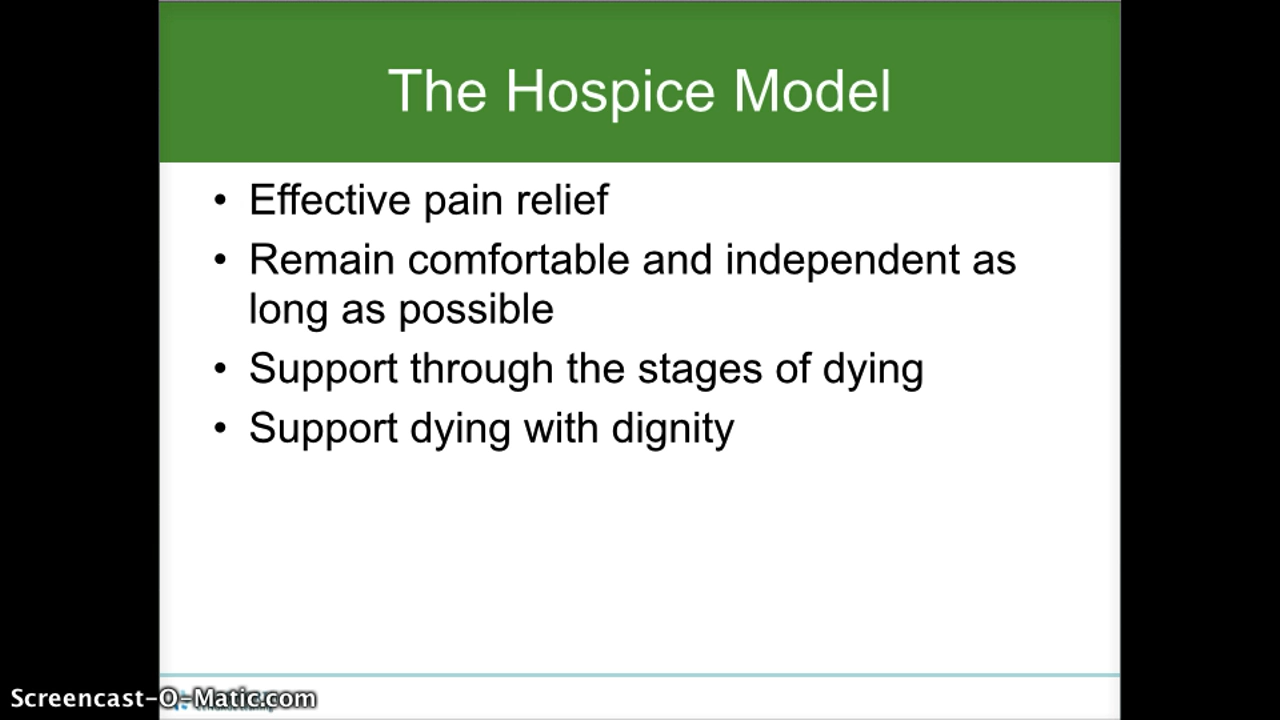 The Hospice Model
• Effective pain relief
• Remain comfortable and independent as
long as possible
• Support through the stages of dying
• Support dying with dignity
Screencast-O-Matic.com